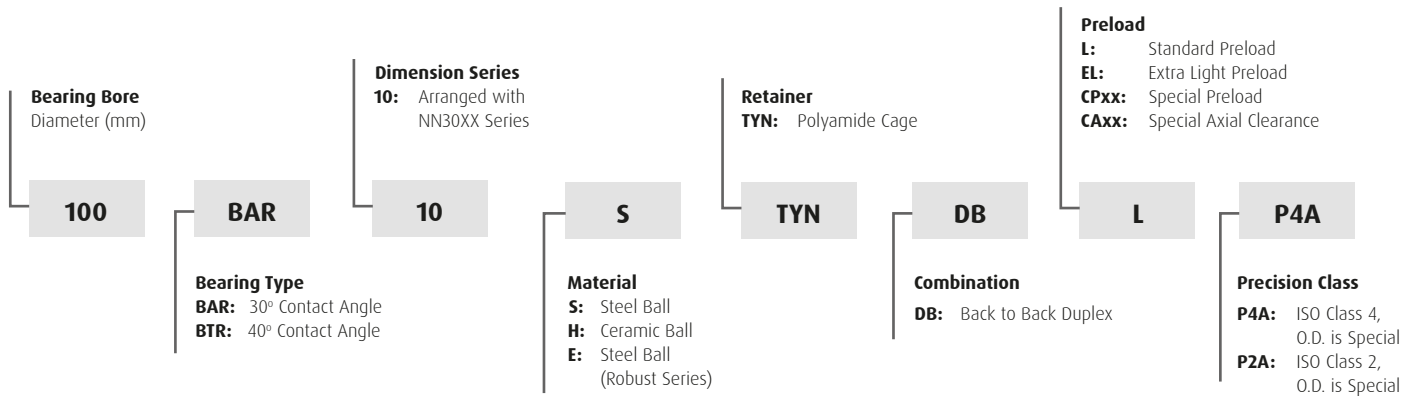 Preload
L: Standard Preload
EL: Extra Light Preload
CPxx: Special Preload
CAxx: Special Axial Clearance
Dimension Series
10: Arranged with
NN30XX Series
Bearing Bore
Diameter (mm)
Retainer
TYN: Polyamide Cage
100 BAR 10 S TYN DB L P4A
Bearing Type
BAR: 30º Contact Angle
BTR: 40º Contact Angle
Material
S: Steel Ball
H: Ceramic Ball
E: Steel Ball
(Robust Series)
Combination
DB: Back to Back Duplex
Precision Class
P4A: ISO Class 4,
O.D. is Special
P2A: ISO Class 2,
O.D. is Special